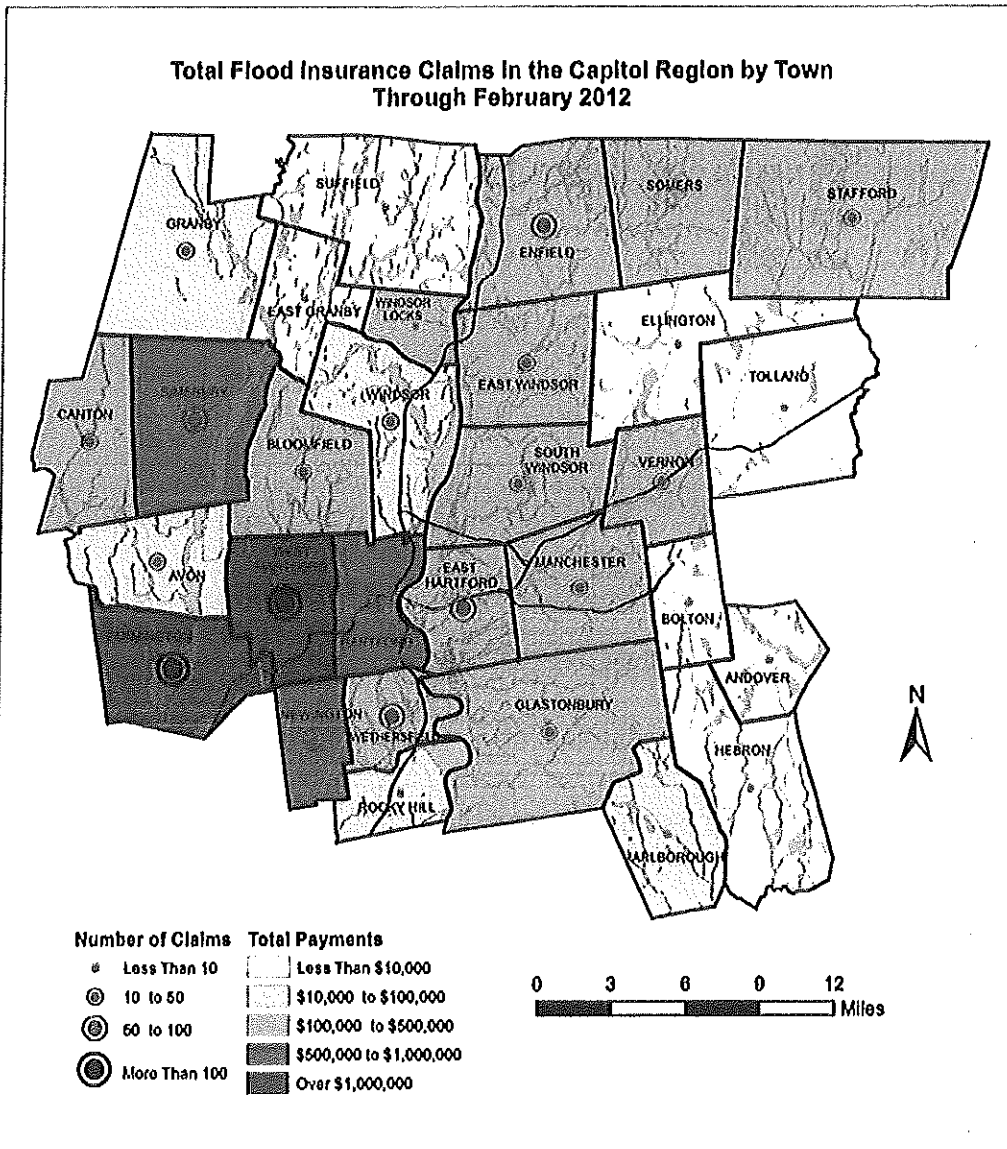 Total Flood Insurance Claims in the Capitol Region by Town
Through February 2012
SUFFIELD
SOMERS
STAFFORD
GRANBY
ENFIELD
EAST GRANBY
WINDSOR
LOCKS
ELLINGTON
TOLLAND
EAST WINDSOR
SIMSBURY
CANTON
WINDSOR
BLOOMFIELD
SOUTH
WINDSOR
VERNON
EAST
HARTFORD
MANCHESTER
AVON
BOLTON
ANDOVER
GLASTONBURY
NEWINGTON
WETHERSFIELD
HEBRON
ROCKY HILL
MARLBOROUGH
N
Number of Claims Total Payments
Less Than 10 Less Than $10,000
10 to 50 $10,000 to $100,000
50 to 100 $100,000 to $500,000
More Than 100 $500,000 to $1,000,000
Over $1,000,000
0 3 6 9 12
Miles